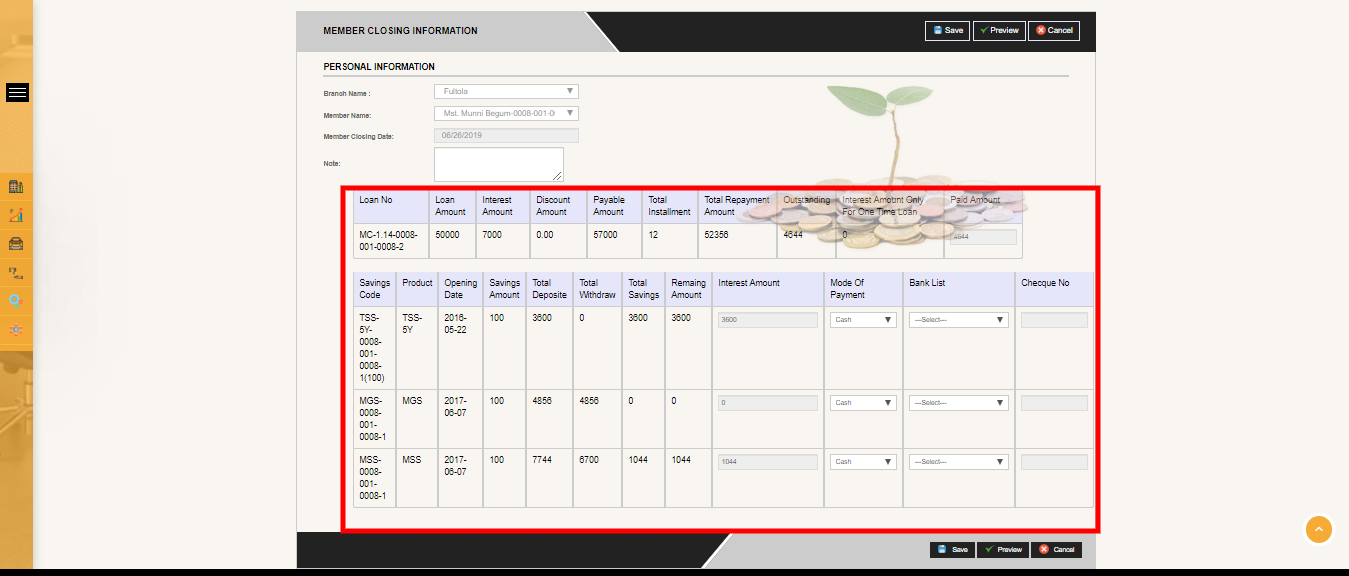 MEMBER CLOSING INFORMATION
Save Preview Cancel
PERSONAL INFORMATION
Branch Name : Fultola
Member Name: Mst. Munni Begum-0008-001-0
Member Closing Date: 06/26/2019
Note:
Loan No Loan Interest Discount Payable Total Total Repayment Outstanding Interest Amotnt Only Paid Amount
Amount Amount Amount Amount Installment Amount For One Time Loan
MC-1.14-0008- 50000 7000 0.00 57000 12 52356 4644 0 4644
001-0008-2
Savings Product Opening Savings Total Total Total Remaing Interest Amount Mode Of Bank List Checque No
Code Date Amount Deposite Withdraw Savings Amount Payment
TSS- TSS- 2016- 100 3600 0 3600 3600 3600 Cash ---Select---
5Y- 5Y 05-22
0008-
001-
0008-
1(100)
MGS- MGS 2017- 100 4856 4856 0 0 0 Cash ---Select---
0008- 06-07
001-
0008-1
MSS- MSS 2017- 100 7744 6700 1044 1044 1044 Cash ---Select---
0008- 06-07
001-
0008-1
Save Preview Cancel